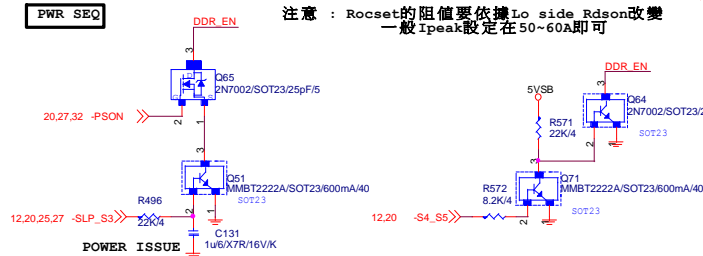 PWR SEQ
注意 : Rocset的阻值要依據Lo side Rdson改變
一般Ipeak設定在50~60A即可
DDR_EN
3
D
G
S
Q65
2N7002/SOT23/25pF/5
20,27,32 -PSON
2
1
3
Q51
MMBT2222A/SOT23/600mA/40
SOT23
R496
22K/4
12,20,25,27 -SLP_S3
2
1
C131
1u/6/X7R/16V/K
POWER ISSUE
DDR_EN
5VSB
3
Q64
2N7002/SOT23/2
SOT23
R571
22K/4
2
3
Q71
MMBT2222A/SOT23/600mA/40
SOT23
R572
8.2K/4
12,20 -S4_S5
2
1